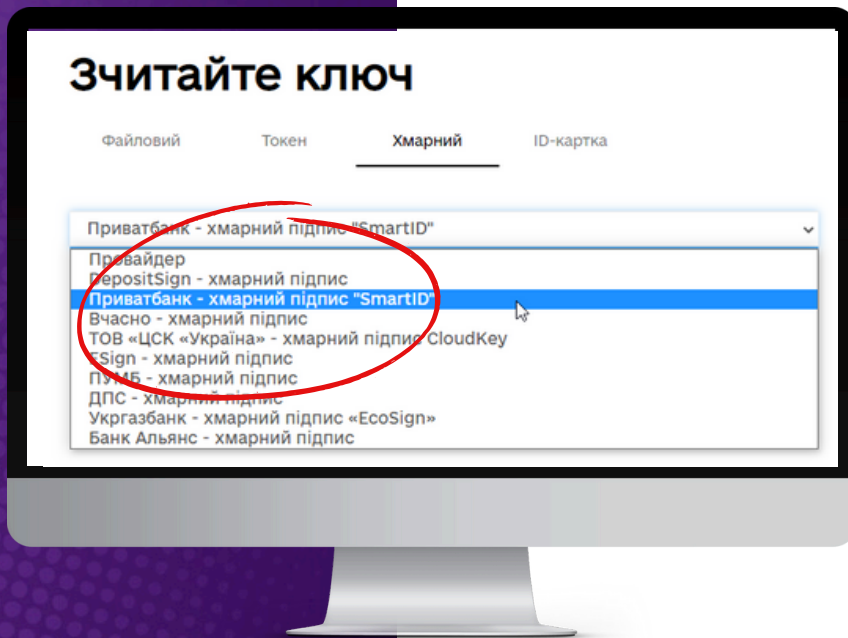 Зчитайте ключ
Файловий Токен Хмарний ID-картка
Приватбанк - хмарний підпис "SmartID"
Провайдер
DepositSign - хмарний підпис
Приватбанк - хмарний підпис "SmartID"
Вчасно - хмарний підпис
ТОВ «ЦСК «Україна» - хмарний підпис CloudKey
ESign - хмарний підпис
ПУМБ - хмарний підпис
ДПС - хмарний підпис
Укргазбанк - хмарний підпис «EcoSign»
Банк Альянс - хмарний підпис